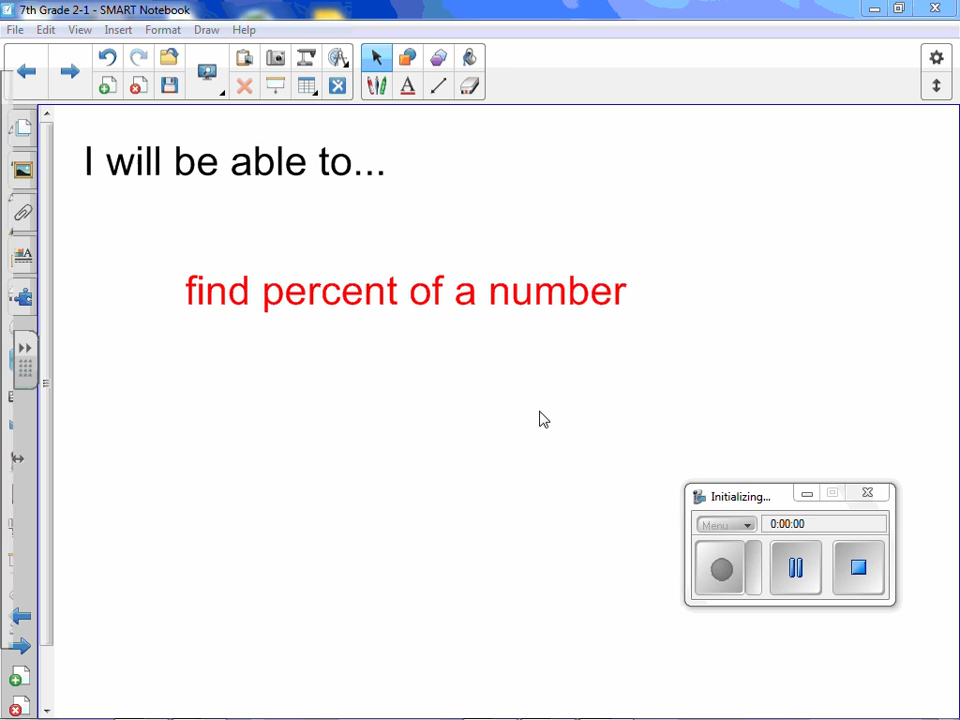 7th Grade 2-1 - SMART Notebook
File Edit View Insert Format Draw Help
I will be able to...
find percent of a number
Initializing...
Menu 0:00:00